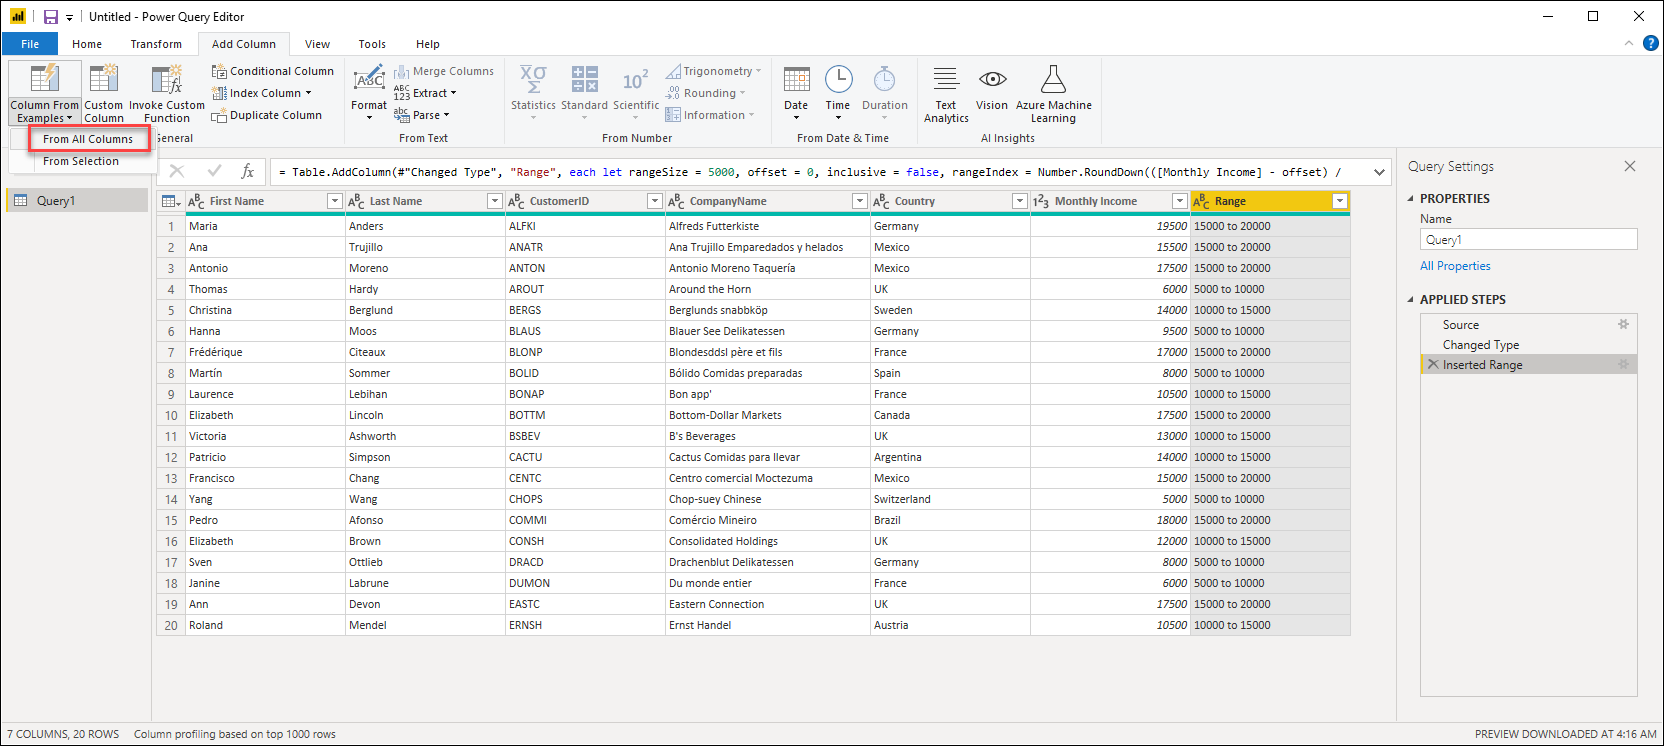 Untitled - Power Query Editor
File Home Transform Add Column View Tools Help
Column From Examples
Custom Column
Invoke Custom Function
Conditional Column
Index Column
Duplicate Column
General
From All Columns
From Selection
Format
Merge Columns
Extract
Parse
From Text
Statistics
Standard
Scientific
Trigonometry
Rounding
Information
From Number
Date
Time
Duration
From Date & Time
Text Analytics
Vision
Azure Machine Learning
AI Insights
= Table.AddColumn(#"Changed Type", "Range", each let rangeSize = 5000, offset = 0, inclusive = false, rangeIndex = Number.RoundDown(([Monthly Income] - offset) /
Query1
First Name Last Name CustomerID CompanyName Country Monthly Income Range
1 Maria Anders ALFKI Alfreds Futterkiste Germany 19500 15000 to 20000
2 Ana Trujillo ANATR Ana Trujillo Emparedados y helados Mexico 15500 15000 to 20000
3 Antonio Moreno ANTON Antonio Moreno Taquería Mexico 17500 15000 to 20000
4 Thomas Hardy AROUT Around the Horn UK 6000 5000 to 10000
5 Christina Berglund BERGS Berglunds snabbköp Sweden 14000 10000 to 15000
6 Hanna Moos BLAUS Blauer See Delikatessen Germany 9500 5000 to 10000
7 Frédérique Citeaux BLONP Blondesddsl père et fils France 17000 15000 to 20000
8 Martín Sommer BOLID Bólido Comidas preparadas Spain 8000 5000 to 10000
9 Laurence Lebihan BONAP Bon app' France 10500 10000 to 15000
10 Elizabeth Lincoln BOTTM Bottom-Dollar Markets Canada 17500 15000 to 20000
11 Victoria Ashworth BSBEV B's Beverages UK 13000 10000 to 15000
12 Patricio Simpson CACTU Cactus Comidas para llevar Argentina 14000 10000 to 15000
13 Francisco Chang CENTC Centro comercial Moctezuma Mexico 15000 15000 to 20000
14 Yang Wang CHOPS Chop-suey Chinese Switzerland 5000 5000 to 10000
15 Pedro Afonso COMMI Comércio Mineiro Brazil 18000 15000 to 20000
16 Elizabeth Brown CONSH Consolidated Holdings UK 12000 10000 to 15000
17 Sven Ottlieb DRACD Drachenblut Delikatessen Germany 8000 5000 to 10000
18 Janine Labrune DUMON Du monde entier France 6000 5000 to 10000
19 Ann Devon EASTC Eastern Connection UK 17500 15000 to 20000
20 Roland Mendel ERNSH Ernst Handel Austria 10500 10000 to 15000
Query Settings
PROPERTIES
Name
Query1
All Properties
APPLIED STEPS
Source
Changed Type
Inserted Range
7 COLUMNS, 20 ROWS Column profiling based on top 1000 rows
PREVIEW DOWNLOADED AT 4:16 AM